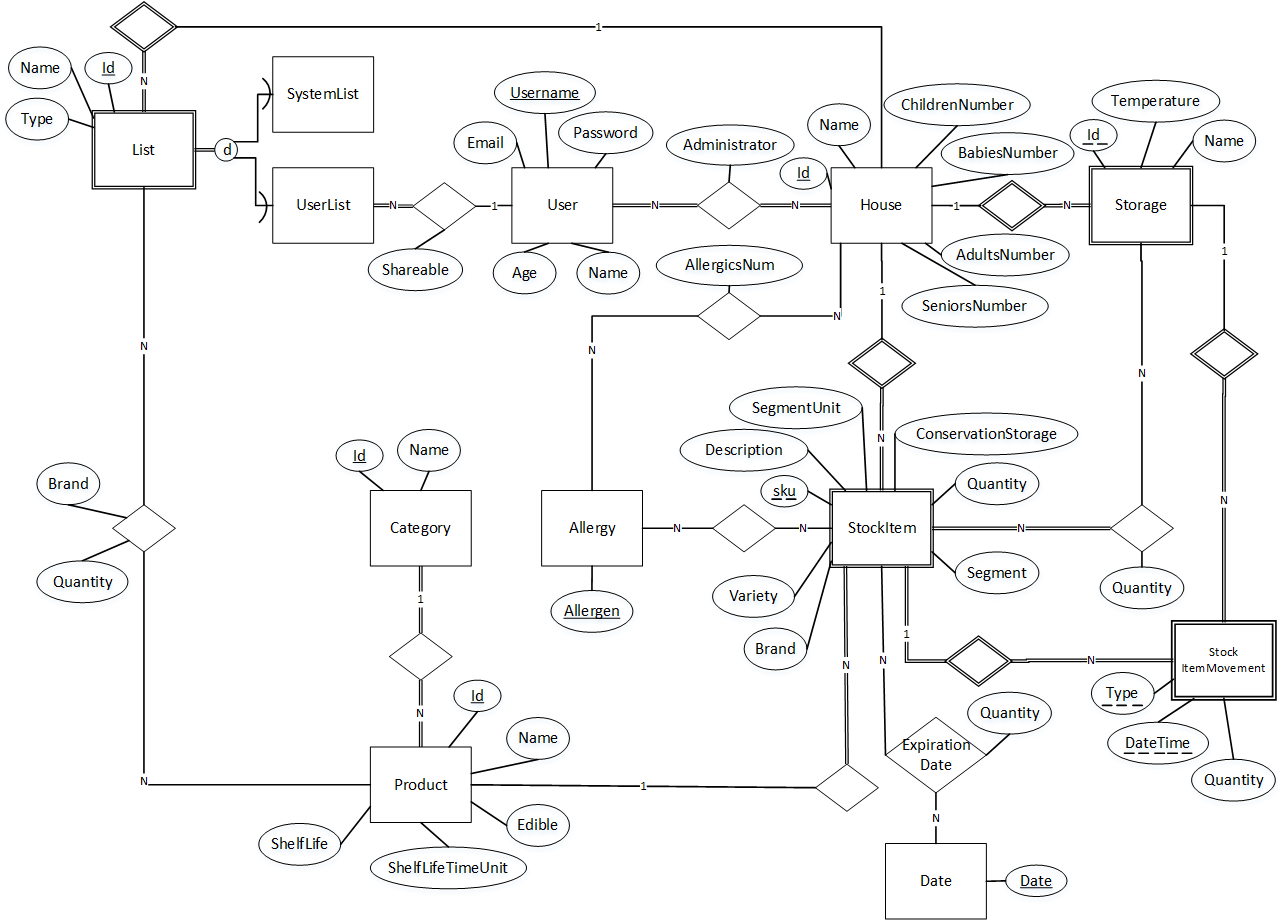 1
Name
Id
N
SystemList
Type
List
d
Username
Email
Password
Administrator
Name
ChildrenNumber
BabiesNumber
Id
Temperature
Id
Name
UserList
N
1
User
N
N
House
1
N
Storage
Shareable
Age
Name
AllergicsNum
AdultsNumber
SeniorsNumber
1
1
N
N
N
N
SegmentUnit
ConservationStorage
N
Description
Id
Name
Brand
sku
Quantity
N
Category
Allergy
N
N
StockItem
N
Quantity
Variety
Segment
Quantity
Allergen
1
Brand
1
N
N
N
Stock
ItemMovement
Type
DateTime
Quantity
N
Id
Name
Quantity
Expiration
Date
N
Product
1
Edible
ShelfLife
ShelfLifeTimeUnit
N
Date
Date